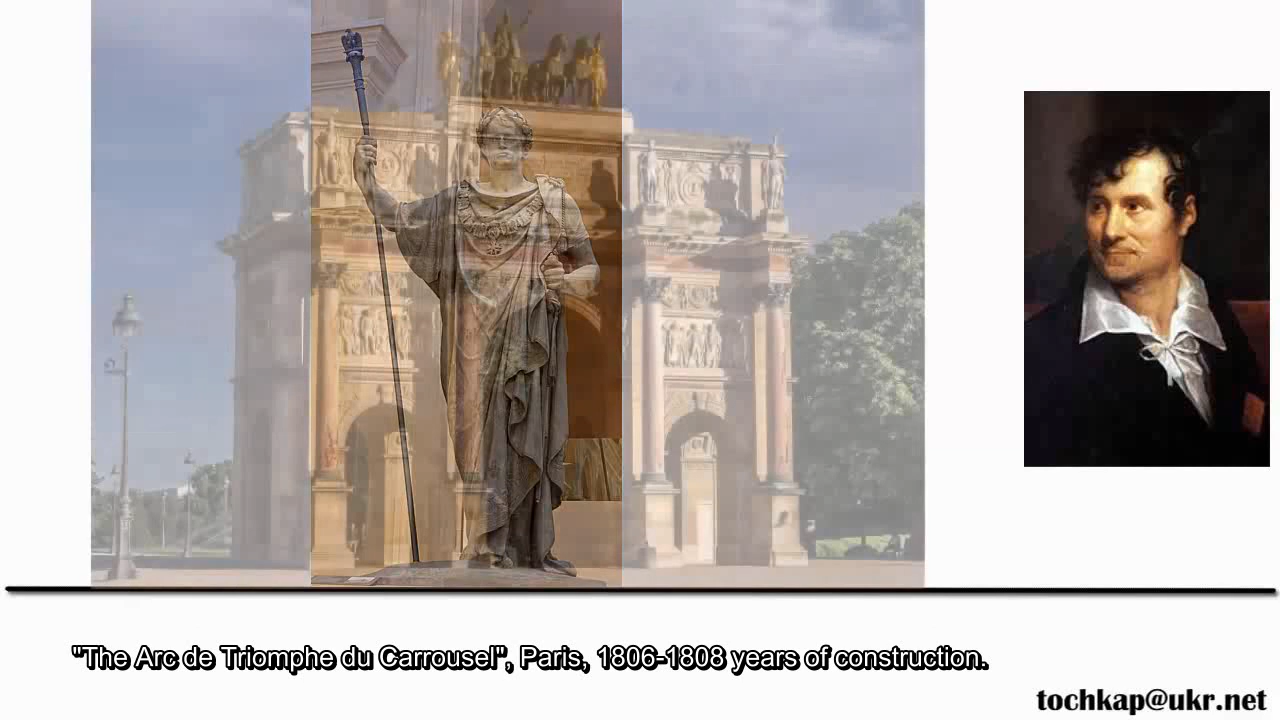 "The Arc de Triomphe du Carrousel", Paris, 1806-1808 years of construction.
tochkap@ukr.net